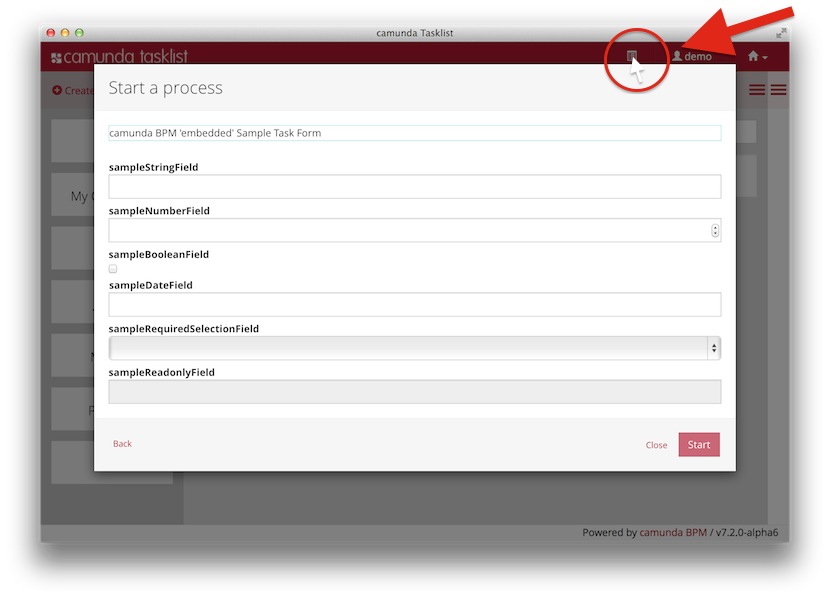 camunda Tasklist
camunda tasklist
demo
Create
Start a process
camunda BPM 'embedded' Sample Task Form
sampleStringField
My
sampleNumberField
sampleBooleanField
sampleDateField
sampleRequiredSelectionField
sampleReadonlyField
Back
Close
Start
Powered by camunda BPM / v7.2.0-alpha6